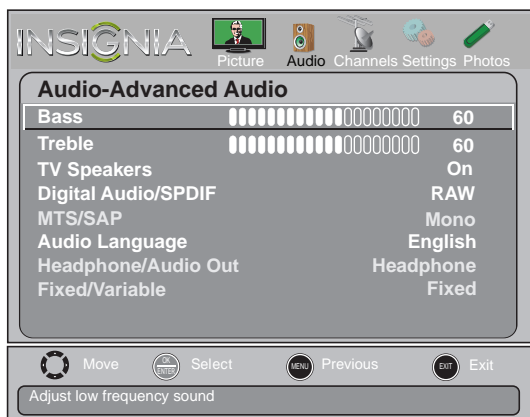 INSIGNIA
Picture Audio Channels Settings Photos
Audio-Advanced Audio
Bass 60
Treble 60
TV Speakers On
Digital Audio/SPDIF RAW
MTS/SAP Mono
Audio Language English
Headphone/Audio Out Headphone
Fixed/Variable Fixed
Move OK ENTER Select MENU Previous EXIT Exit
Adjust low frequency sound